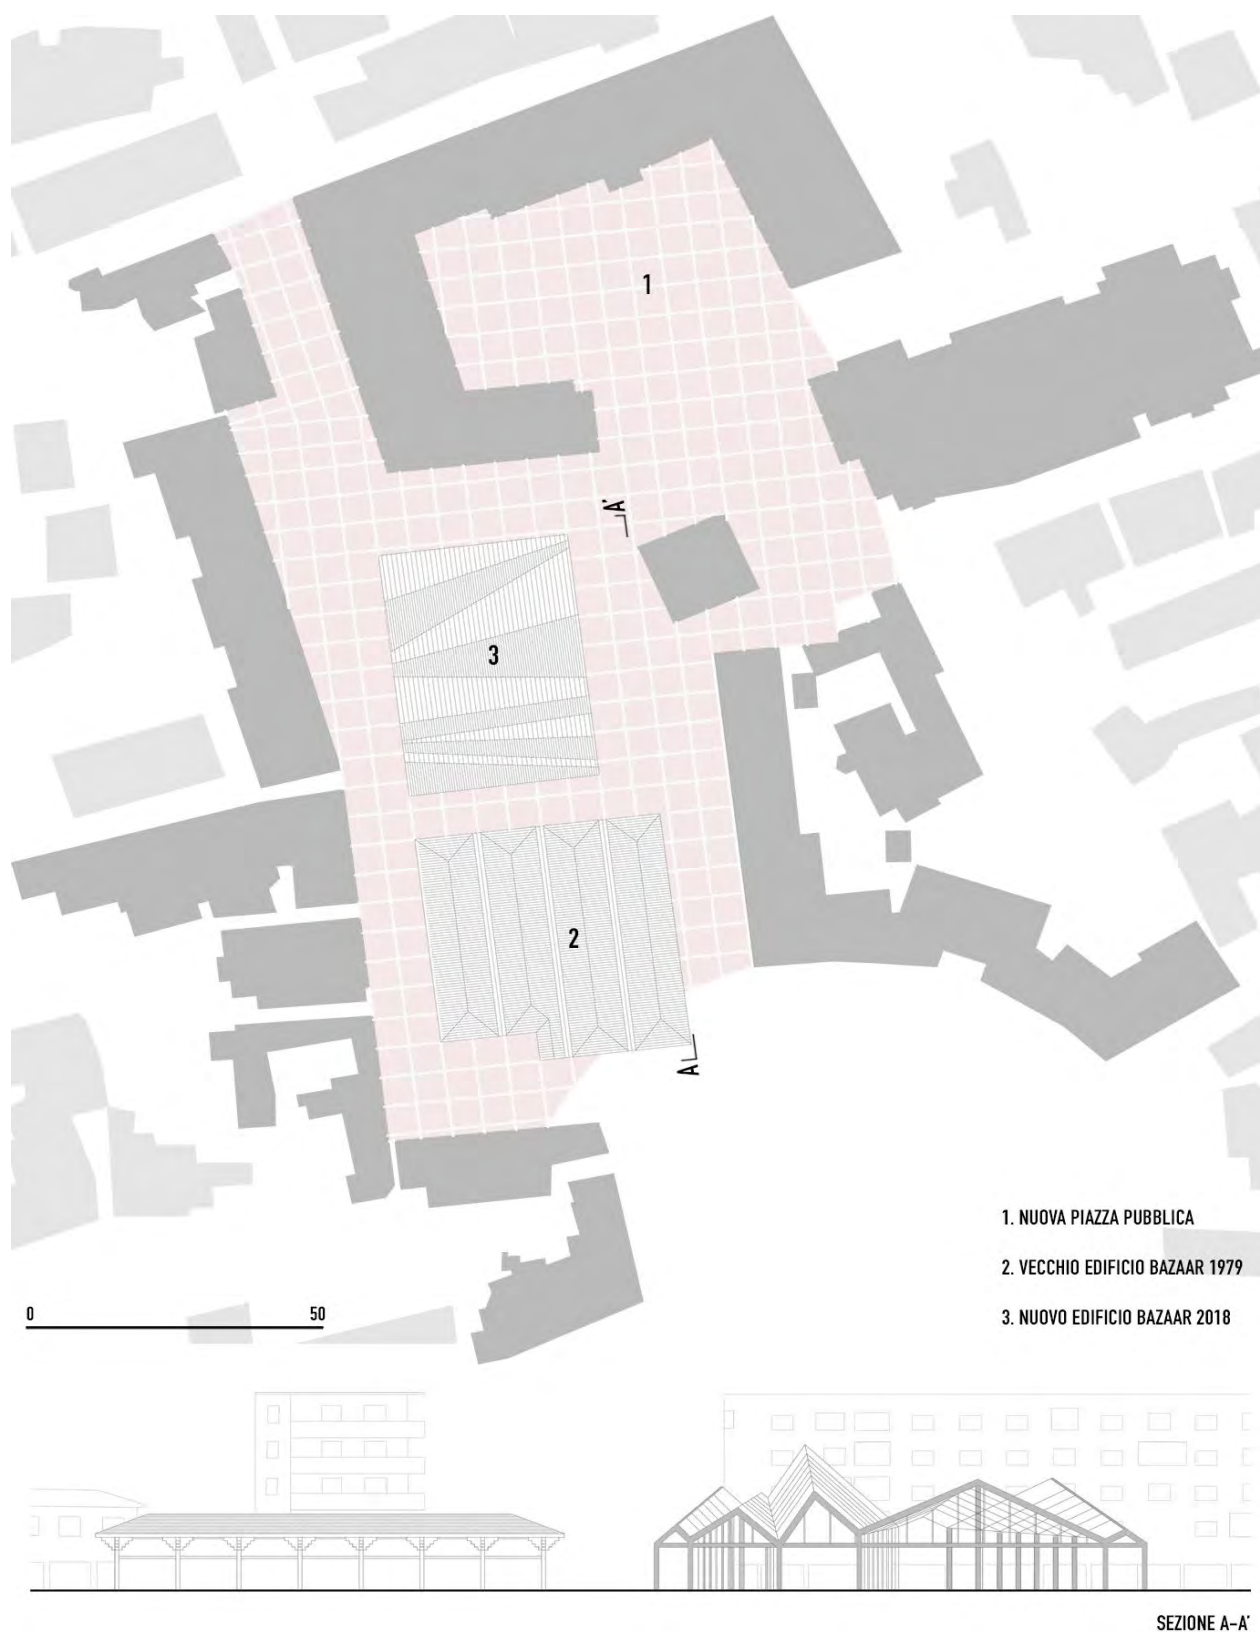 1
A'
3
2
A
1. NUOVA PIAZZA PUBBLICA
2. VECCHIO EDIFICIO BAZAAR 1979
3. NUOVO EDIFICIO BAZAAR 2018
0 50
SEZIONE A-A'